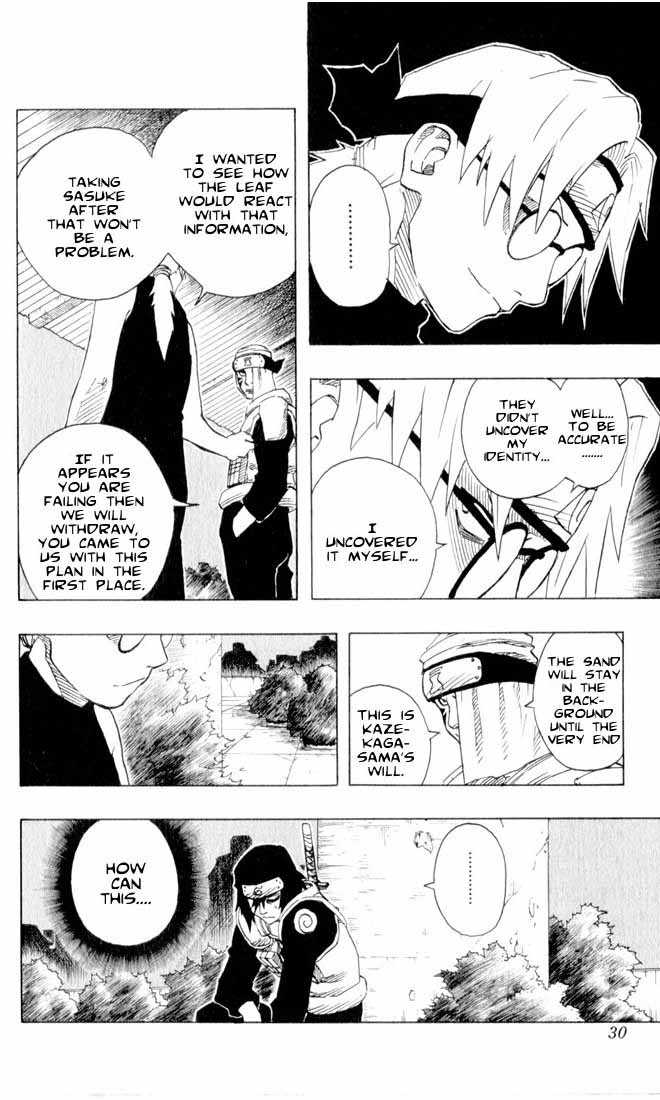 ..........
WELL...
TO BE
ACCURATE
.......
THEY
DIDN'T
UNCOVER
MY
IDENTITY...
I
UNCOVERED
IT MYSELF...
I WANTED
TO SEE HOW
THE LEAF
WOULD REACT
WITH THAT
INFORMATION,
TAKING
SASUKE
AFTER
THAT WON'T
BE A
PROBLEM.
IF IT
APPEARS
YOU ARE
FAILING THEN
WE WILL
WITHDRAW,
YOU CAME TO
US WITH THIS
PLAN IN THE
FIRST PLACE.
THE SAND
WILL STAY
IN THE
BACK-
GROUND
UNTIL THE
VERY END
THIS IS
KAZE-
KAGA-
SAMA'S
WILL.
........
HOW
CAN
THIS....
30